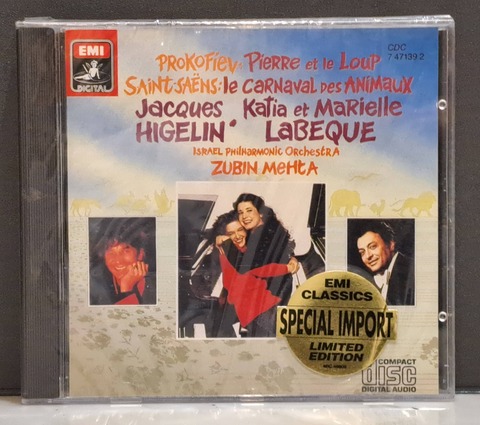 EMI
DIGITAL
CDC
7 47139 2
PROKOFIEV: PIERRE et le LOUP
SAINT-SAËNS: le CARNAVAL DES ANIMAUX
JACQUES HIGELIN • KATIA et MARIELLE LABEQUE
ISRAEL PHILHARMONIC ORCHESTRA
ZUBIN MEHTA
EMI
CLASSICS
SPECIAL IMPORT
LIMITED
EDITION
COMPACT
disc
DIGITAL AUDIO